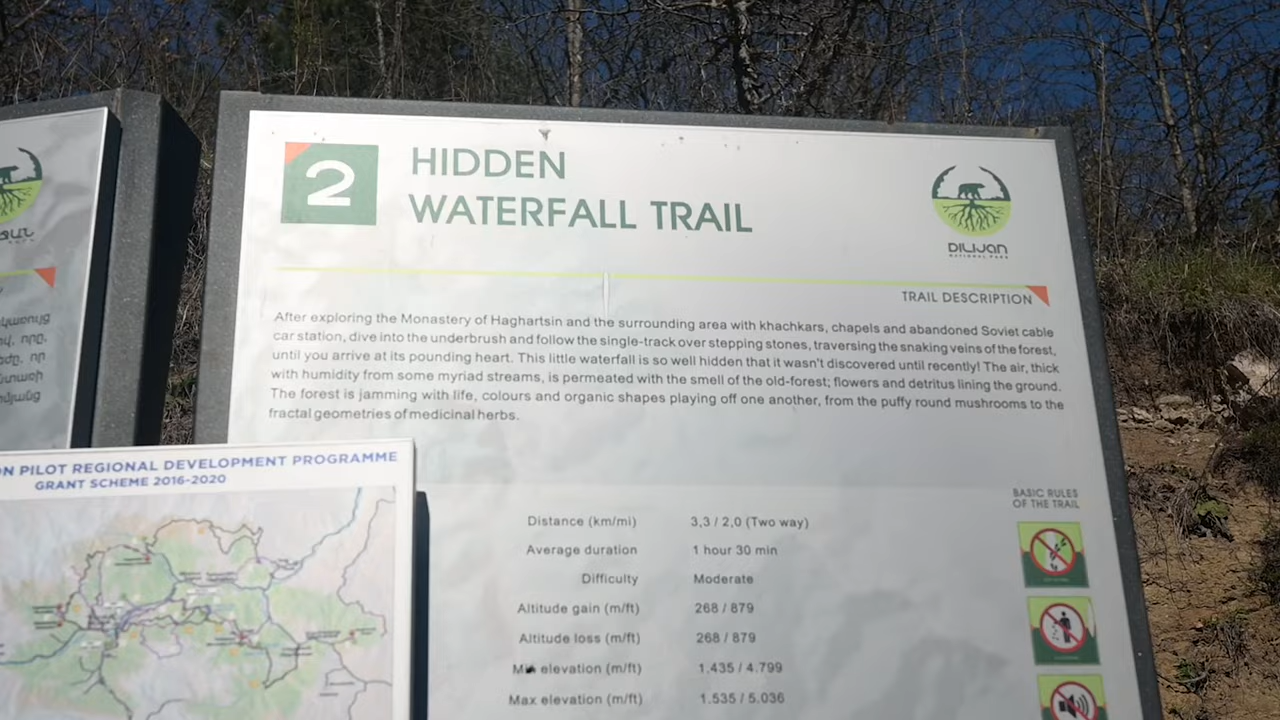 2
HIDDEN
WATERFALL TRAIL
DILIJAN
NATIONAL PARK
TRAIL DESCRIPTION
After exploring the Monastery of Haghartsin and the surrounding area with khachkars, chapels and abandoned Soviet cable
car station, dive into the underbrush and follow the single-track over stepping stones, traversing the snaking veins of the forest,
until you arrive at its pounding heart. This little waterfall is so well hidden that it wasn't discovered until recently! The air, thick
with humidity from some myriad streams, is permeated with the smell of the old-forest; flowers and detritus lining the ground.
The forest is jamming with life, colours and organic shapes playing off one another, from the puffy round mushrooms to the
fractal geometries of medicinal herbs.
PILOT REGIONAL DEVELOPMENT PROGRAMME
GRANT SCHEME 2016-2020
BASIC RULES
OF THE TRAIL
Distance (km/mi) 3,3 / 2,0 (Two way)
Average duration 1 hour 30 min
Difficulty Moderate
Altitude gain (m/ft) 268 / 879
Altitude loss (m/ft) 268 / 879
Min elevation (m/ft) 1.435 / 4.799
Max elevation (m/ft) 1.535 / 5.036